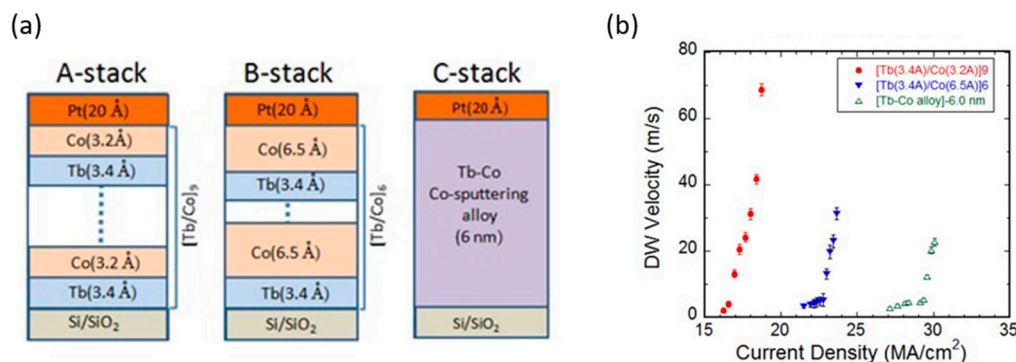 (a)
A-stack
Pt(20 Å)
Co(3.2Å)
Tb(3.4 Å)
Co(3.2 Å)
Tb(3.4 Å)
Si/SiO₂
[Tb/Co]₉
B-stack
Pt(20 Å)
Co(6.5Å)
Tb(3.4 Å)
Co(6.5 Å)
Tb(3.4 Å)
Si/SiO₂
[Tb/Co]₆
C-stack
Pt(20 Å)
Tb-Co
Co-sputtering
alloy
(6 nm)
Si/SiO₂
(b)
80
60
40
20
0
DW Velocity (m/s)
[Tb(3.4A)/Co(3.2A)]9
[Tb(3.4A)/Co(6.5A)]6
[Tb-Co alloy]-6.0 nm
15 20 25 30 35
Current Density (MA/cm²)